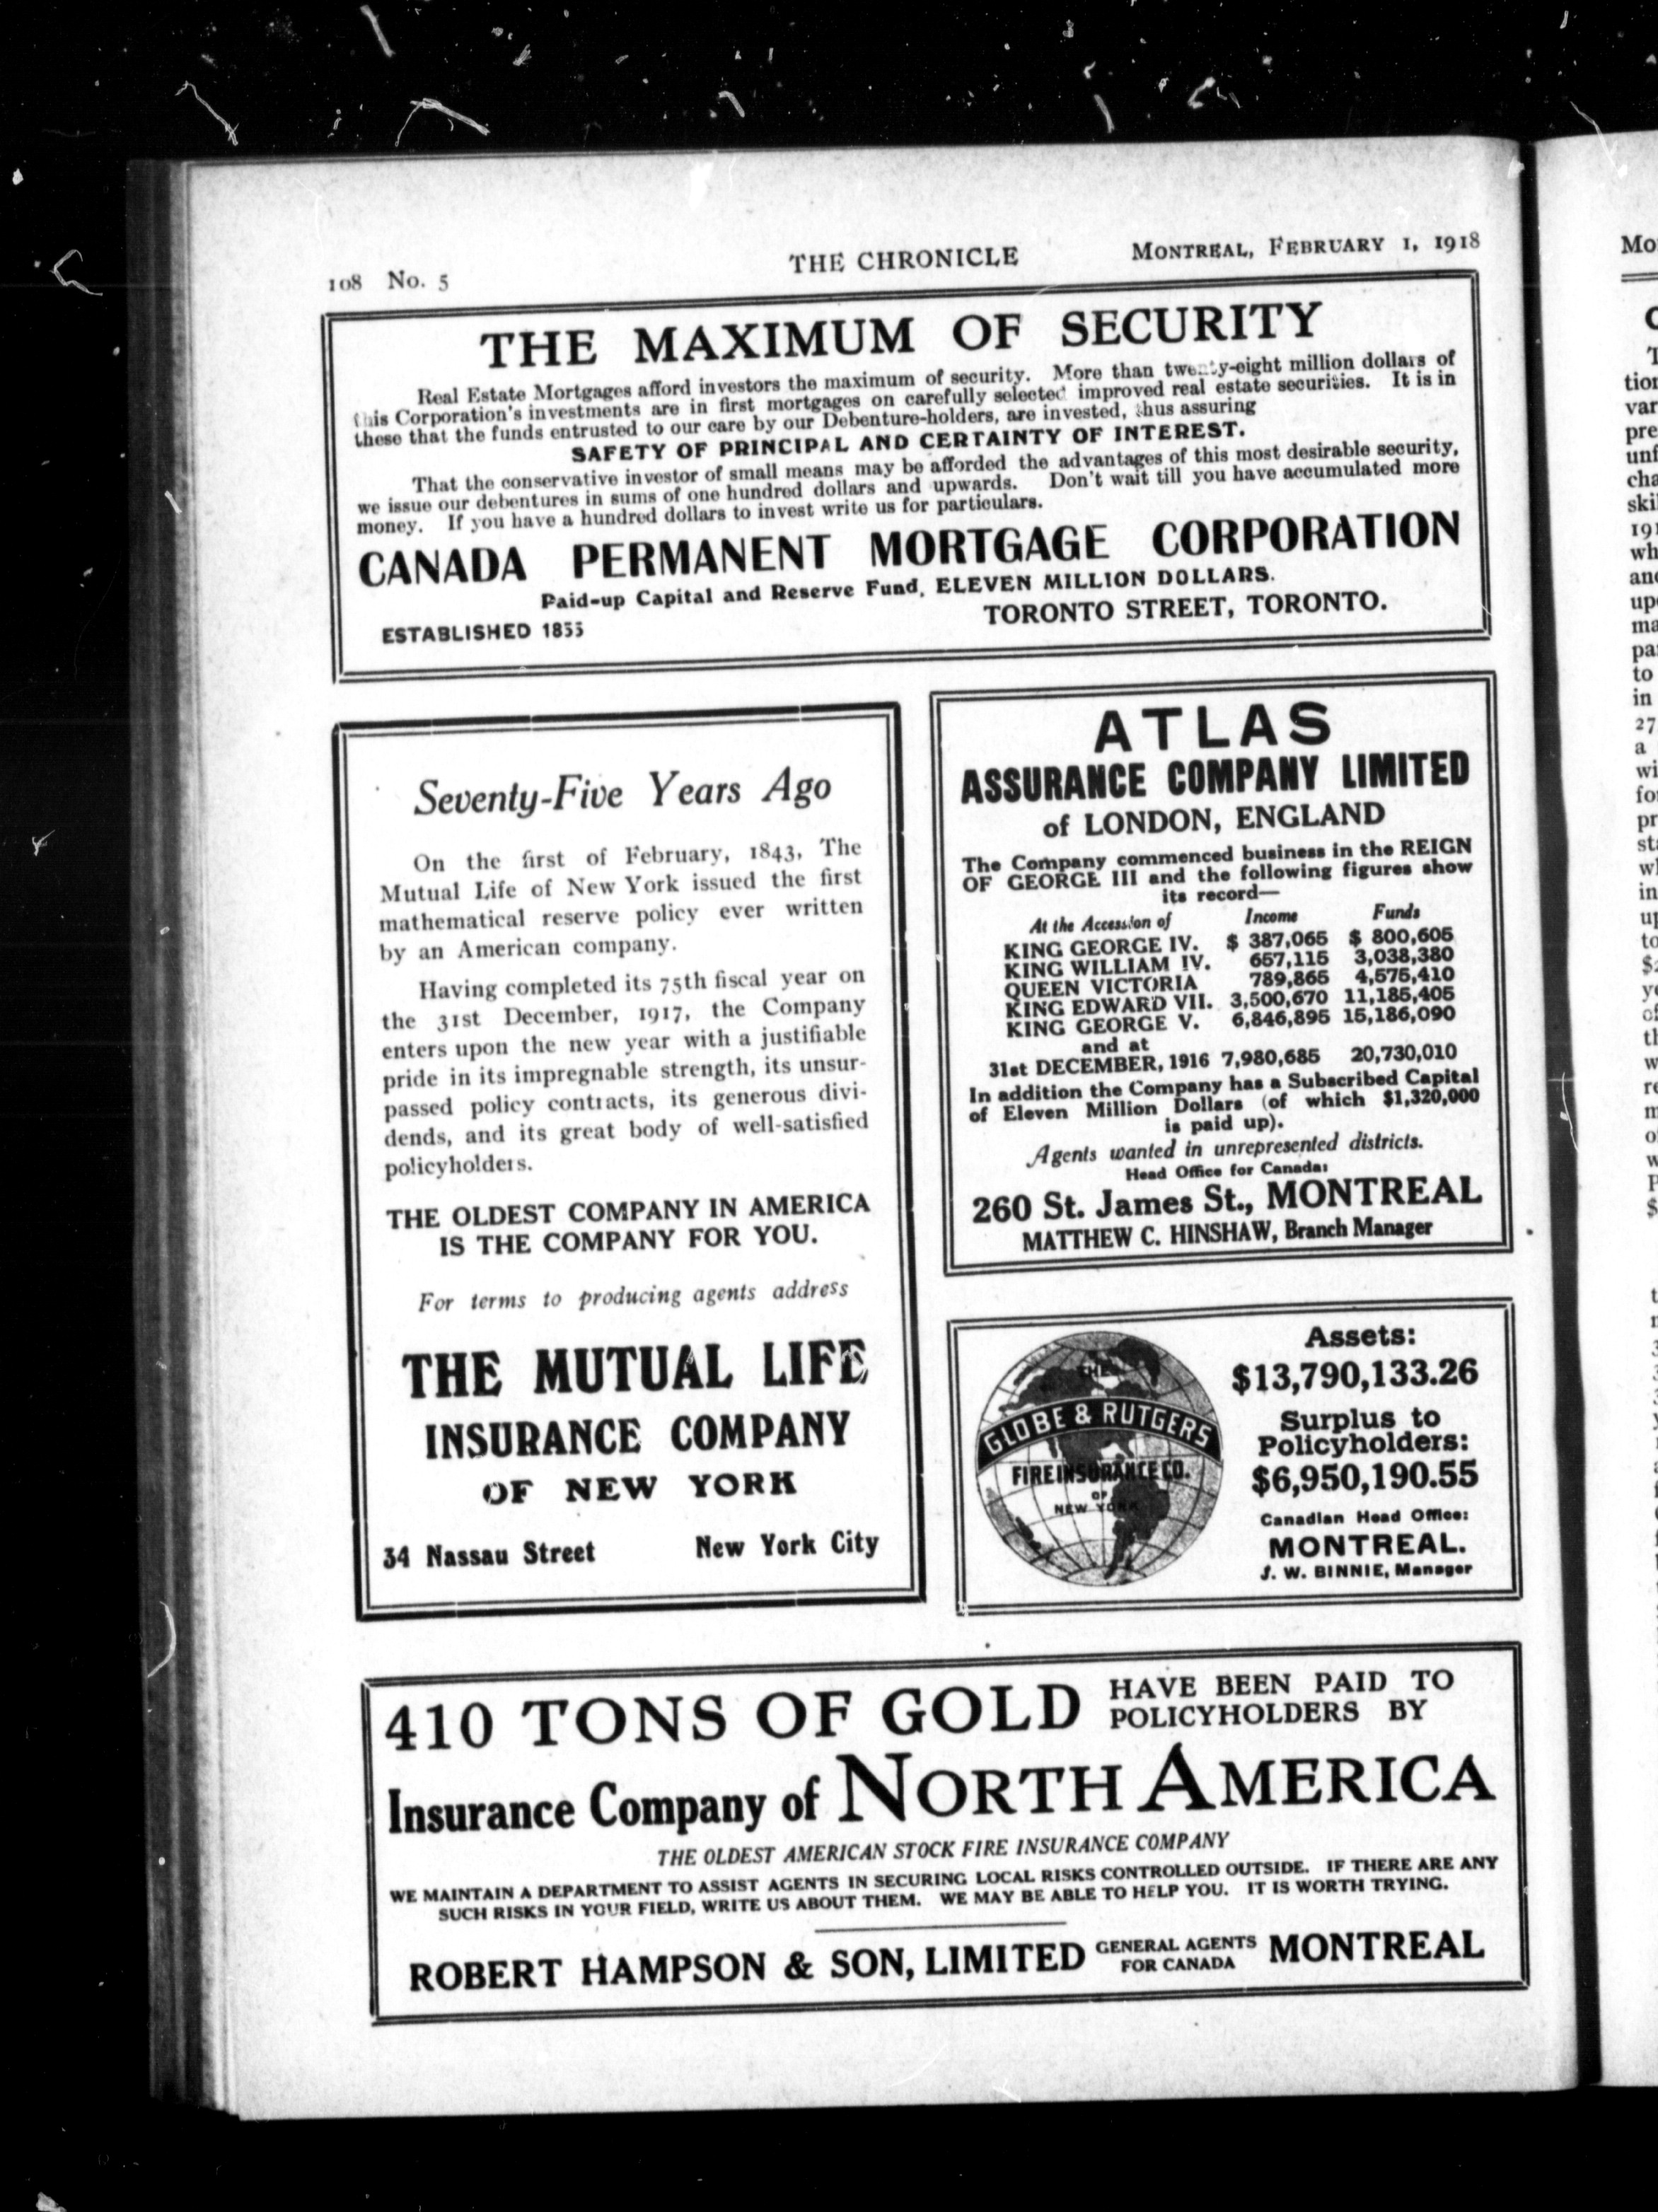 108 No. 5
THE CHRONICLE
MONTREAL, FEBRUARY 1, 1918
THE MAXIMUM OF SECURITY
Real Estate Mortgages afford investors the maximum of security. More than twenty-eight million dollars of
this Corporation's investments are in first mortgages on carefully selected improved real estate securities. It is in
these that the funds entrusted to our care by our Debenture-holders, are invested, thus assuring
SAFETY OF PRINCIPAL AND CERTAINTY OF INTEREST.
That the conservative investor of small means may be afforded the advantages of this most desirable security,
we issue our debentures in sums of one hundred dollars and upwards. Don't wait till you have accumulated more
money. If you have a hundred dollars to invest write us for particulars.
CANADA PERMANENT MORTGAGE CORPORATION
Paid-up Capital and Reserve Fund, ELEVEN MILLION DOLLARS.
TORONTO STREET, TORONTO.
ESTABLISHED 1855
Seventy-Five Years Ago
On the first of February, 1843, The
Mutual Life of New York issued the first
mathematical reserve policy ever written
by an American company.
Having completed its 75th fiscal year on
the 31st December, 1917, the Company
enters upon the new year with a justifiable
pride in its impregnable strength, its unsur-
passed policy contracts, its generous divi-
dends, and its great body of well-satisfied
policyholders.
THE OLDEST COMPANY IN AMERICA
IS THE COMPANY FOR YOU.
For terms to producing agents address
THE MUTUAL LIFE
INSURANCE COMPANY
OF NEW YORK
34 Nassau Street New York City
ATLAS
ASSURANCE COMPANY LIMITED
of LONDON, ENGLAND
The Company commenced business in the REIGN
OF GEORGE III and the following figures show
its record—
At the Accession of Income Funds
KING GEORGE IV. $ 387,065 $ 800,605
KING WILLIAM IV. 657,115 3,038,380
QUEEN VICTORIA 789,865 4,575,410
KING EDWARD VII. 3,500,670 11,185,405
KING GEORGE V. 6,846,895 15,186,090
and at
31st DECEMBER, 1916 7,980,685 20,730,010
In addition the Company has a Subscribed Capital
of Eleven Million Dollars (of which $1,320,000
is paid up).
Agents wanted in unrepresented districts.
Head Office for Canada:
260 St. James St., MONTREAL
MATTHEW C. HINSHAW, Branch Manager
THE
GLOBE & RUTGERS
FIRE INSURANCE CO.
OF
NEW YORK
Assets:
$13,790,133.26
Surplus to
Policyholders:
$6,950,190.55
Canadian Head Office:
MONTREAL.
J. W. BINNIE, Manager
410 TONS OF GOLD HAVE BEEN PAID TO
POLICYHOLDERS BY
Insurance Company of NORTH AMERICA
THE OLDEST AMERICAN STOCK FIRE INSURANCE COMPANY
WE MAINTAIN A DEPARTMENT TO ASSIST AGENTS IN SECURING LOCAL RISKS CONTROLLED OUTSIDE. IF THERE ARE ANY
SUCH RISKS IN YOUR FIELD, WRITE US ABOUT THEM. WE MAY BE ABLE TO HELP YOU. IT IS WORTH TRYING.
ROBERT HAMPSON & SON, LIMITED GENERAL AGENTS
FOR CANADA MONTREAL